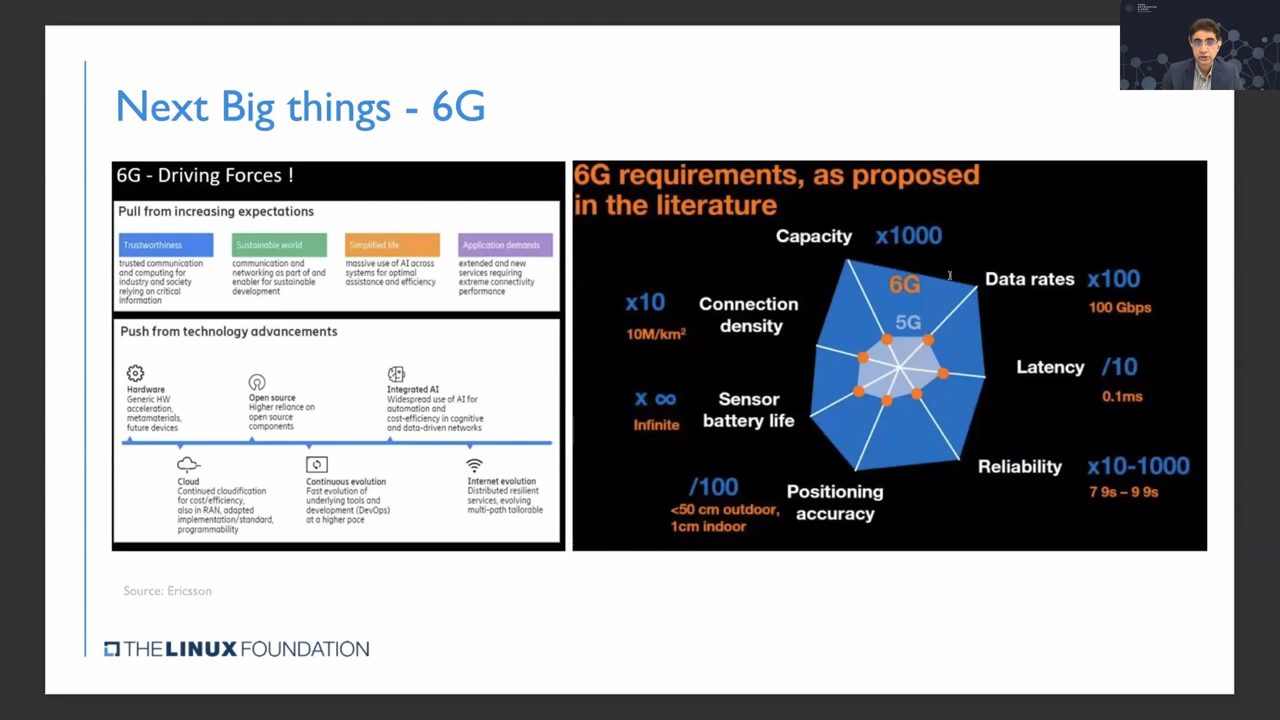 Next Big things - 6G
6G - Driving Forces !
Pull from increasing expectations
Trustworthiness
trusted communication
and computing for
industry and society
relying on critical
information
Sustainable world
communication and
networking as part of and
enabler for sustainable
development
Simplified life
massive use of AI across
systems for optimal
assistance and efficiency
Application demands
extended and new
services requiring
extreme connectivity
performance
Push from technology advancements
Hardware
Generic HW
acceleration,
metamaterials,
future devices
Open source
Higher reliance on
open source
components
Integrated AI
Widespread use of AI for
automation and
cost-efficiency in cognitive
and data-driven networks
Cloud
Continued cloudification
for cost/efficiency,
also in RAN, adapted
implementation/standard,
programmability
Continuous evolution
Fast evolution of
underlying tools and
development (DevOps)
at a higher pace
Internet evolution
Distributed resilient
services, evolving
multi-path tailorable
6G requirements, as proposed
in the literature
Capacity x1000
6G
5G
Data rates x100
100 Gbps
Latency /10
0.1ms
Reliability x10-1000
7 9s – 9 9s
Positioning
accuracy
/100
<50 cm outdoor,
1cm indoor
Sensor
battery life
x ∞
Infinite
Connection
density
x10
10M/km²
Source: Ericsson
THE LINUX FOUNDATION